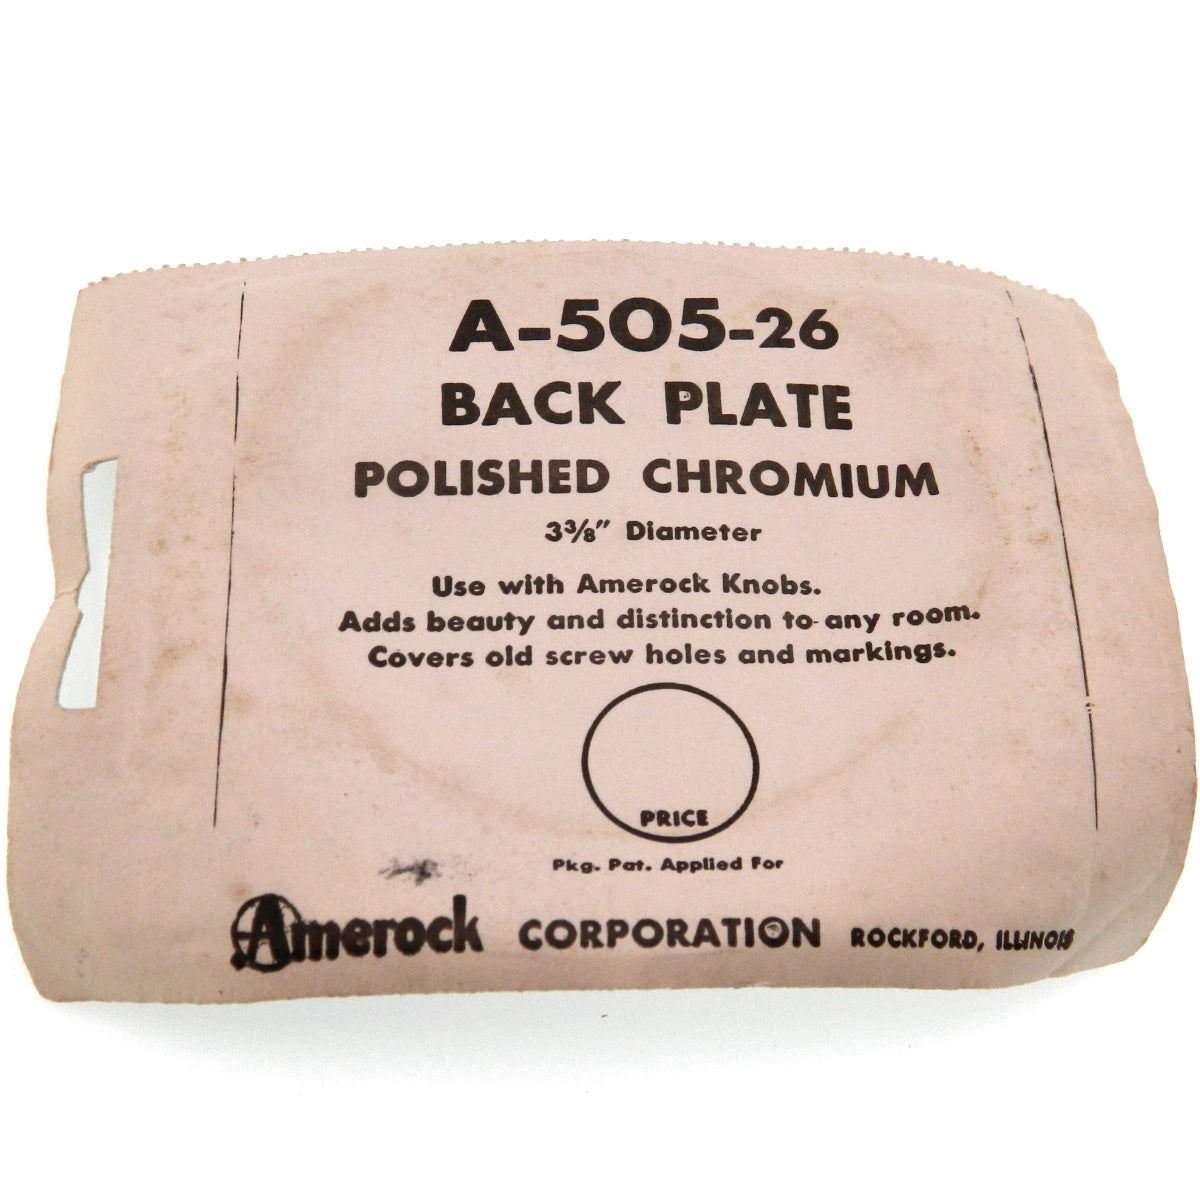 A-505-26
BACK PLATE
POLISHED CHROMIUM
3⅜" Diameter
Use with Amerock Knobs.
Adds beauty and distinction to any room.
Covers old screw holes and markings.
PRICE
Pkg. Pat. Applied For
Amerock CORPORATION ROCKFORD, ILLINOIS